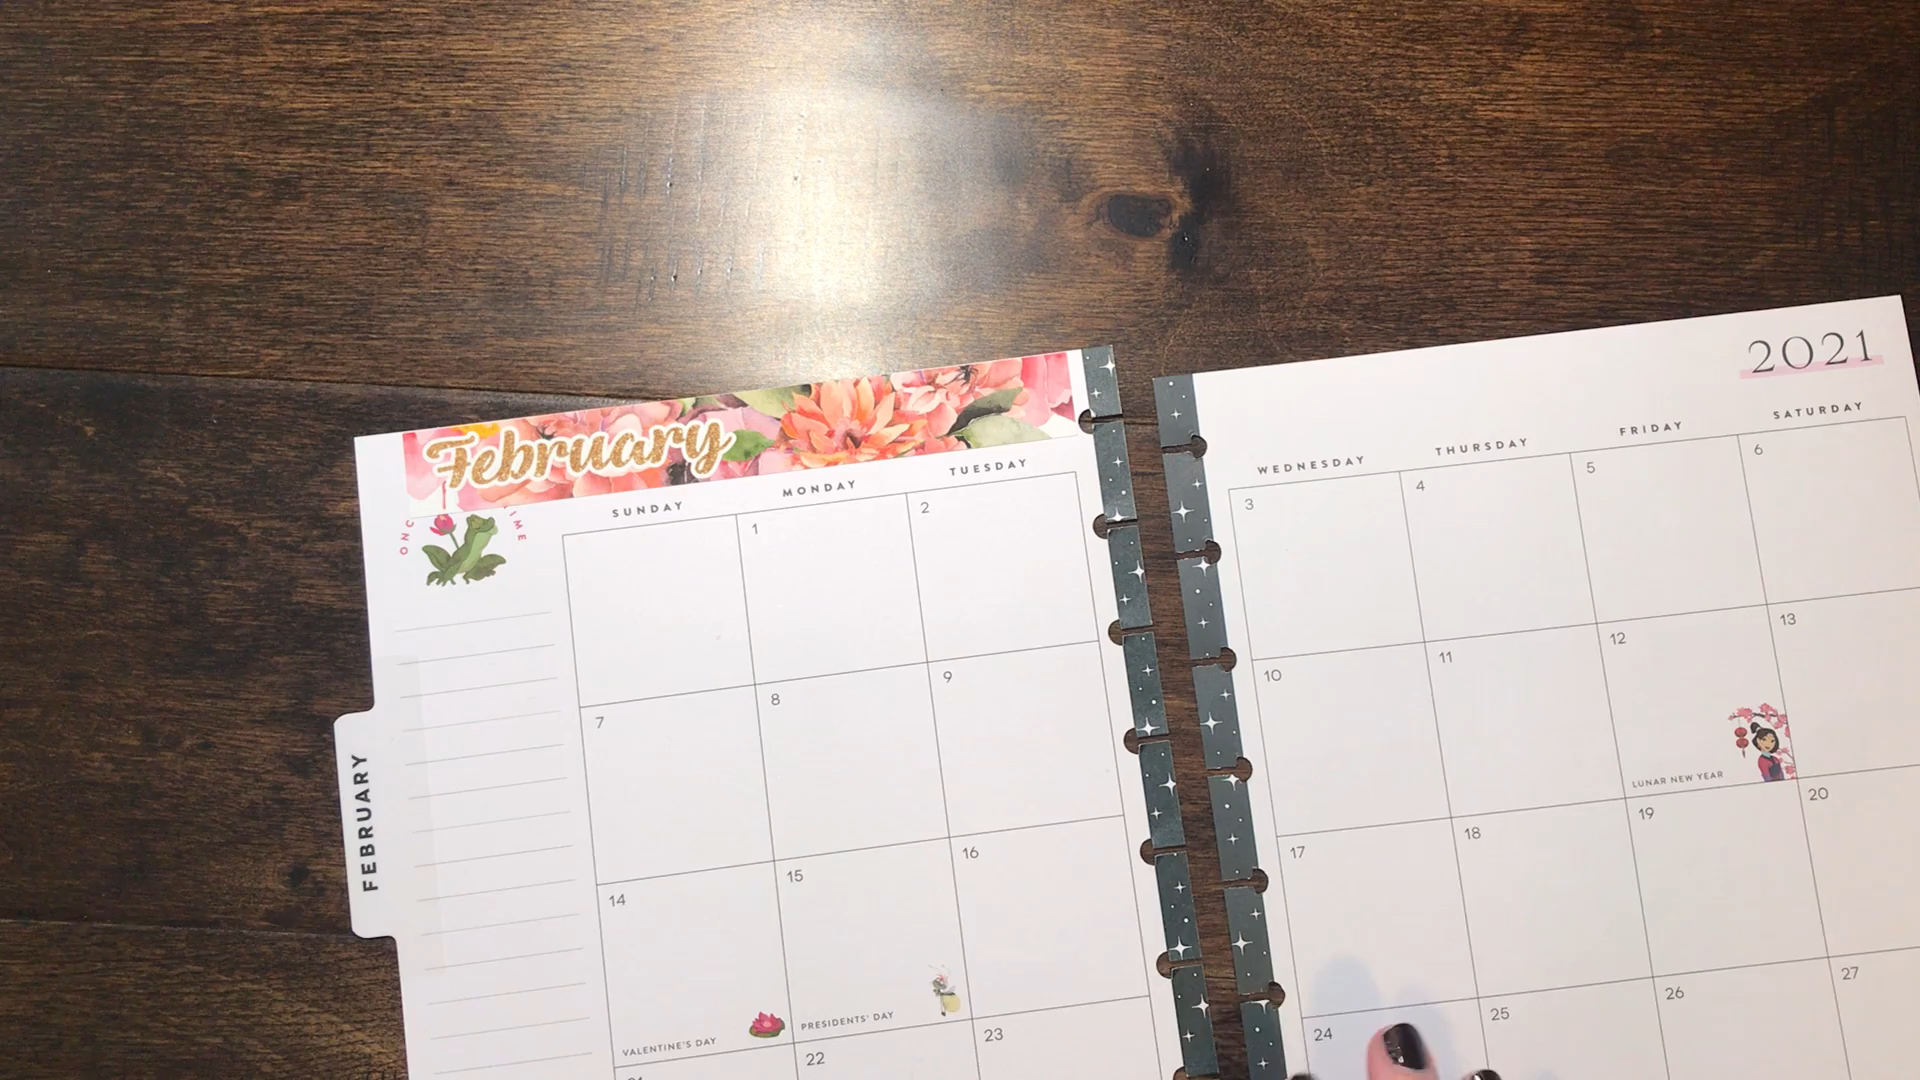 February
2021
ONC
IME
SUNDAY MONDAY TUESDAY
WEDNESDAY THURSDAY FRIDAY SATURDAY
1 2
3 4 5 6
7 8 9
10 11 12 13
LUNAR NEW YEAR
FEBRUARY
14 15 16
17 18 19 20
VALENTINE'S DAY
PRESIDENTS' DAY
22 23
24 25 26 27